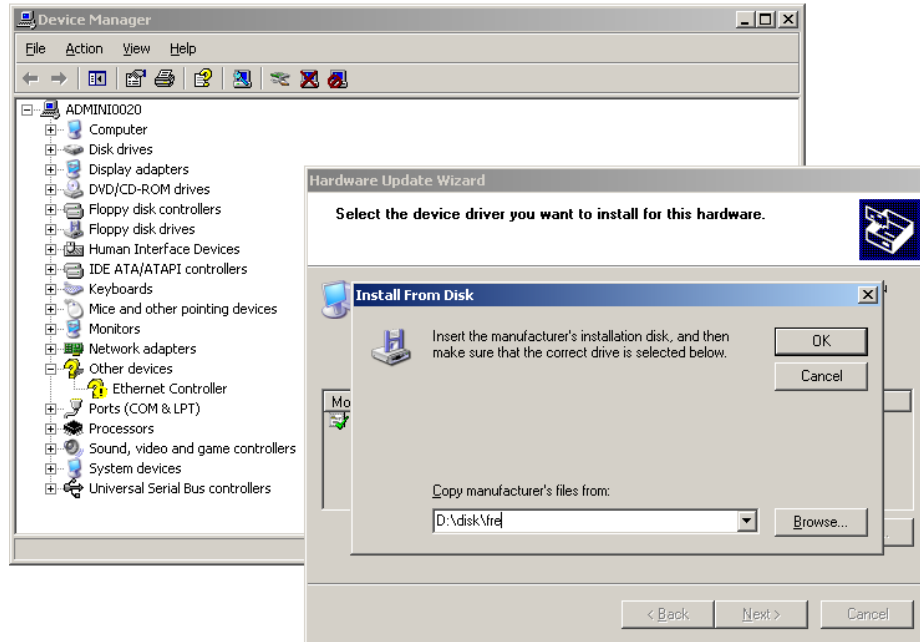 Device Manager
File Action View Help
ADMINI0020
Computer
Disk drives
Display adapters
DVD/CD-ROM drives
Floppy disk controllers
Floppy disk drives
Human Interface Devices
IDE ATA/ATAPI controllers
Keyboards
Mice and other pointing devices
Monitors
Network adapters
Other devices
Ethernet Controller
Ports (COM & LPT)
Processors
Sound, video and game controllers
System devices
Universal Serial Bus controllers
Hardware Update Wizard
Select the device driver you want to install for this hardware.
Mo
Install From Disk
Insert the manufacturer's installation disk, and then
make sure that the correct drive is selected below.
OK
Cancel
Copy manufacturer's files from:
D:\disk\fre
Browse...
< Back Next > Cancel